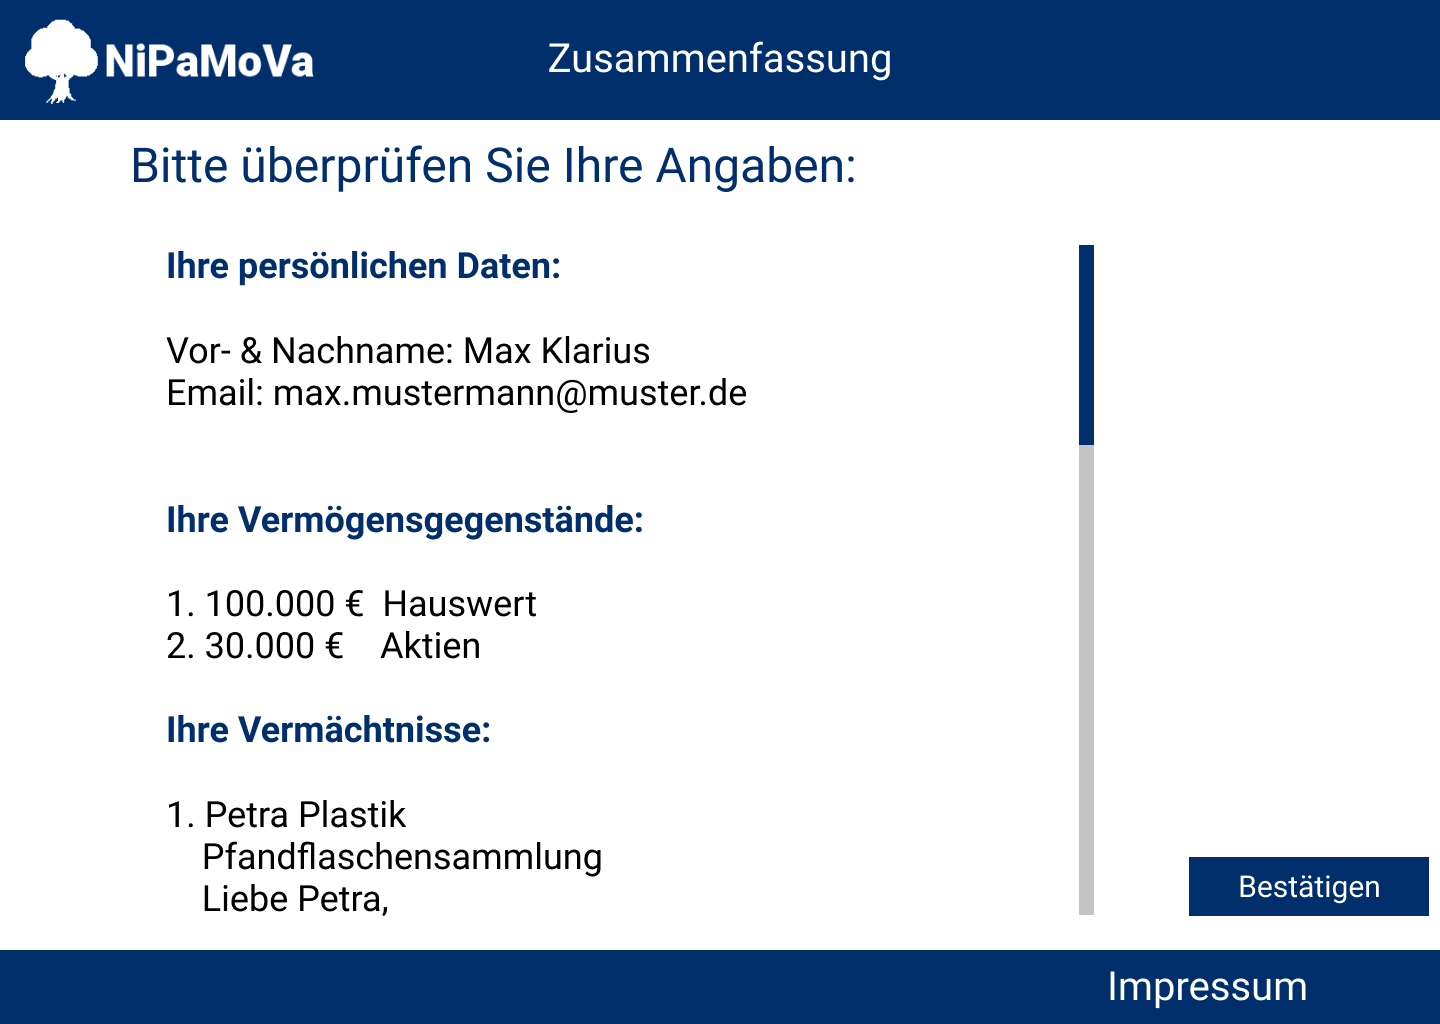 NiPaMoVa
Zusammenfassung
Bitte überprüfen Sie Ihre Angaben:
Ihre persönlichen Daten:
Vor- & Nachname: Max Klarius
Email: max.mustermann@muster.de
Ihre Vermögensgegenstände:
1. 100.000 € Hauswert
2. 30.000 € Aktien
Ihre Vermächtnisse:
1. Petra Plastik
Pfandflaschensammlung
Liebe Petra,
Bestätigen
Impressum